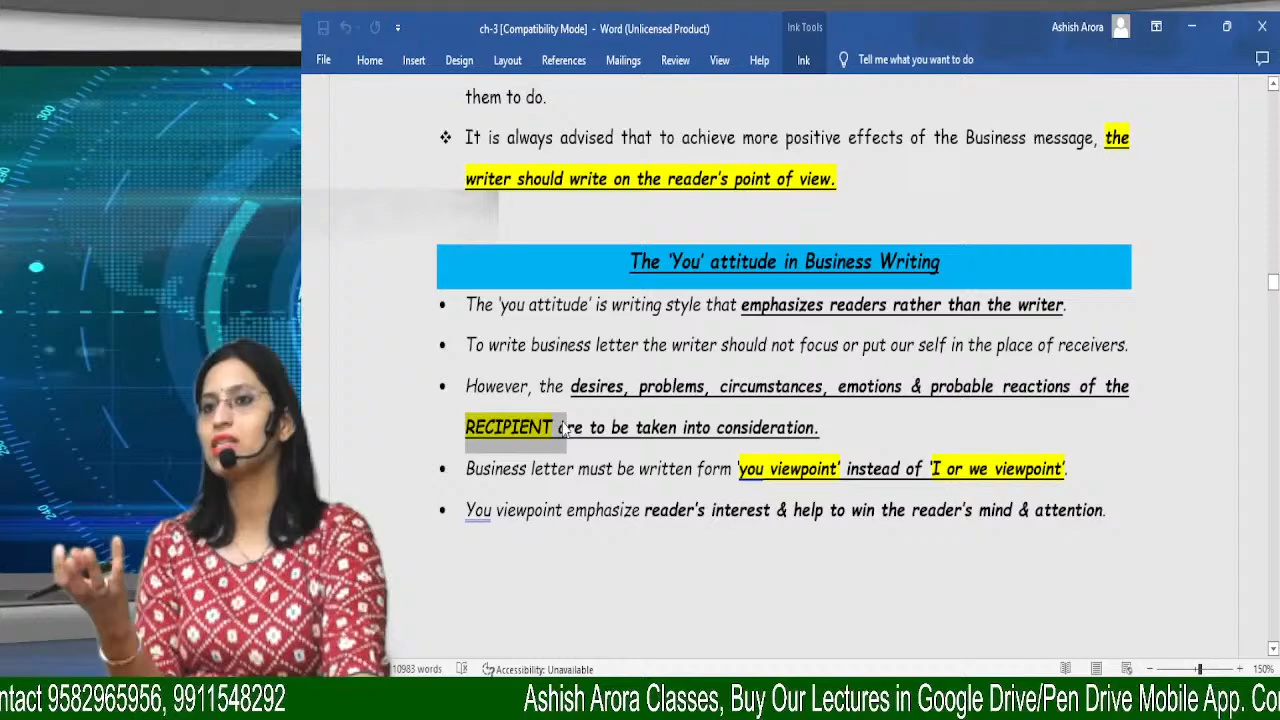 ch-3 [Compatibility Mode] - Word (Unlicensed Product)
Ink Tools
Ashish Arora
File Home Insert Design Layout References Mailings Review View Help Ink Tell me what you want to do
them to do.
❖ It is always advised that to achieve more positive effects of the Business message, the
writer should write on the reader's point of view.
The 'You' attitude in Business Writing
• The 'you attitude' is writing style that emphasizes readers rather than the writer.
• To write business letter the writer should not focus or put our self in the place of receivers.
• However, the desires, problems, circumstances, emotions & probable reactions of the
RECIPIENT are to be taken into consideration.
• Business letter must be written form 'you viewpoint' instead of 'I or we viewpoint'.
• You viewpoint emphasize reader's interest & help to win the reader's mind & attention.
10983 words Accessibility: Unavailable 150%
ntact 9582965956, 9911548292 Ashish Arora Classes, Buy Our Lectures in Google Drive/Pen Drive Mobile App. Co
300
240